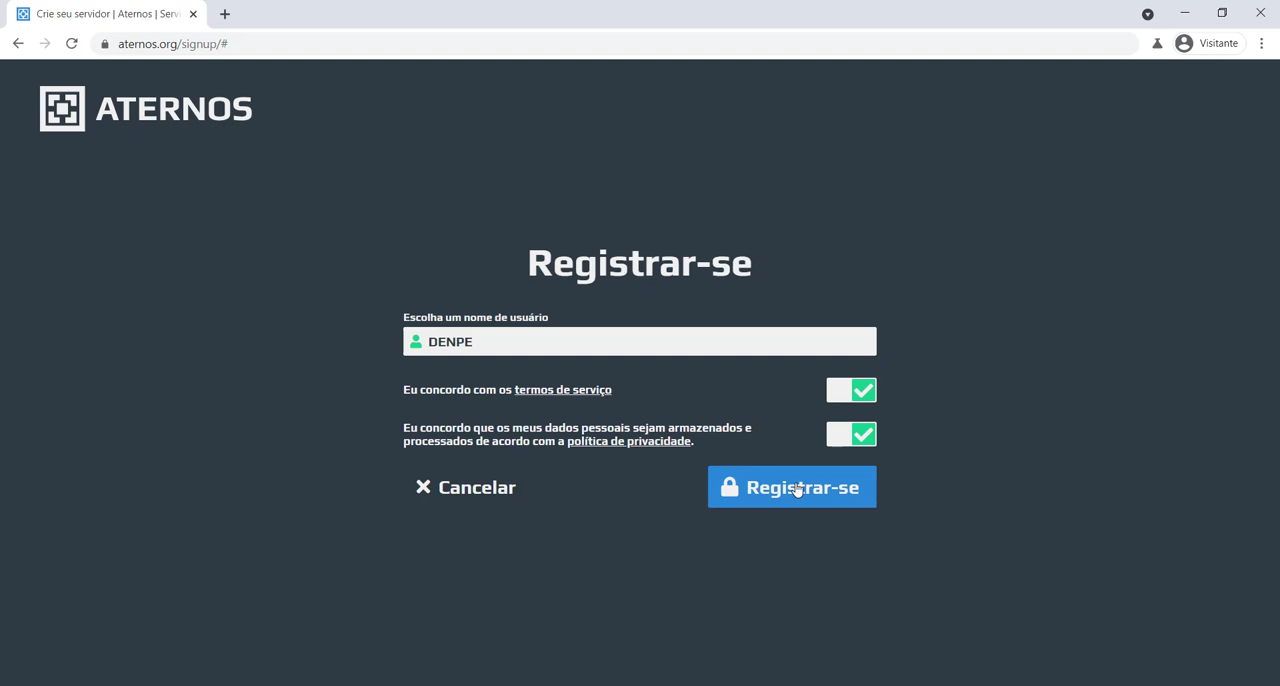 Crie seu servidor | Aternos | Servi
aternos.org/signup/#
Visitante
ATERNOS
Registrar-se
Escolha um nome de usuário
DENPE
Eu concordo com os termos de serviço
Eu concordo que os meus dados pessoais sejam armazenados e
processados de acordo com a política de privacidade.
Cancelar
Registrar-se